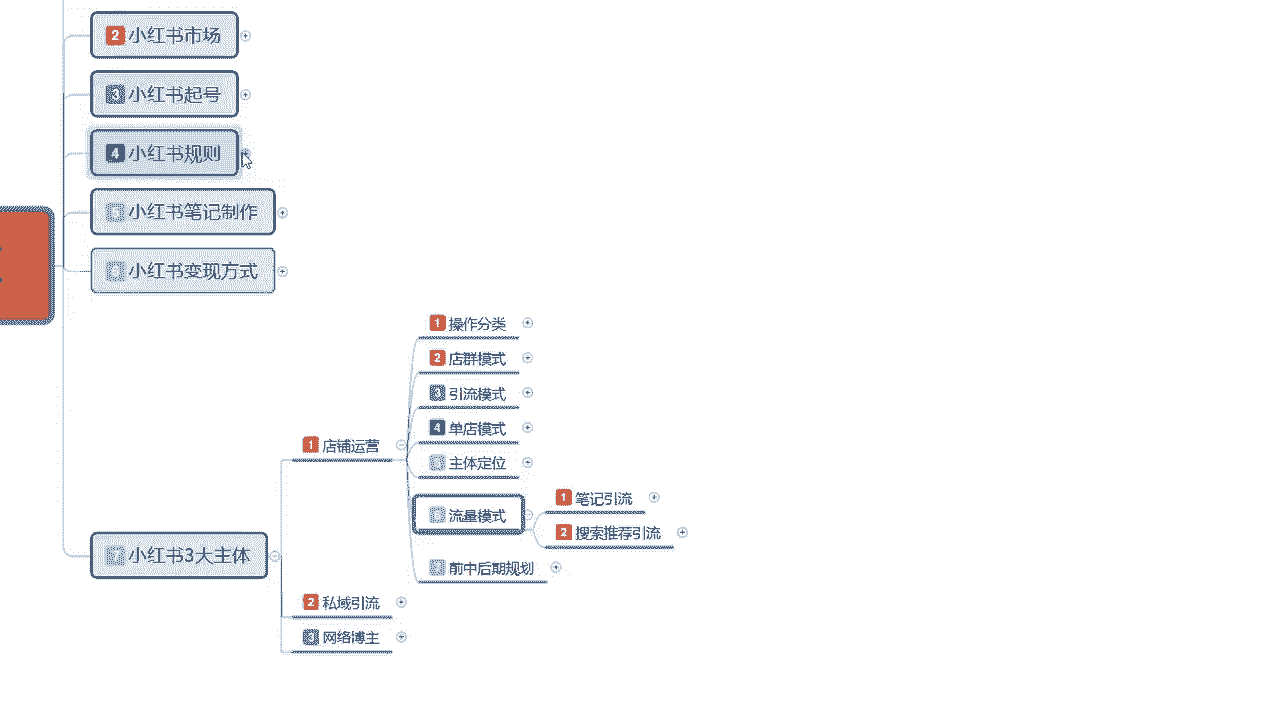 2 小红书市场
3 小红书起号
4 小红书规则
小红书笔记制作
小红书变现方式
1 操作分类
2 店群模式
3 引流模式
4 单店模式
1 店铺运营
主体定位
1 笔记引流
流量模式
2 搜索推荐引流
7 小红书3大主体
前中后期规划
2 私域引流
3 网络博主